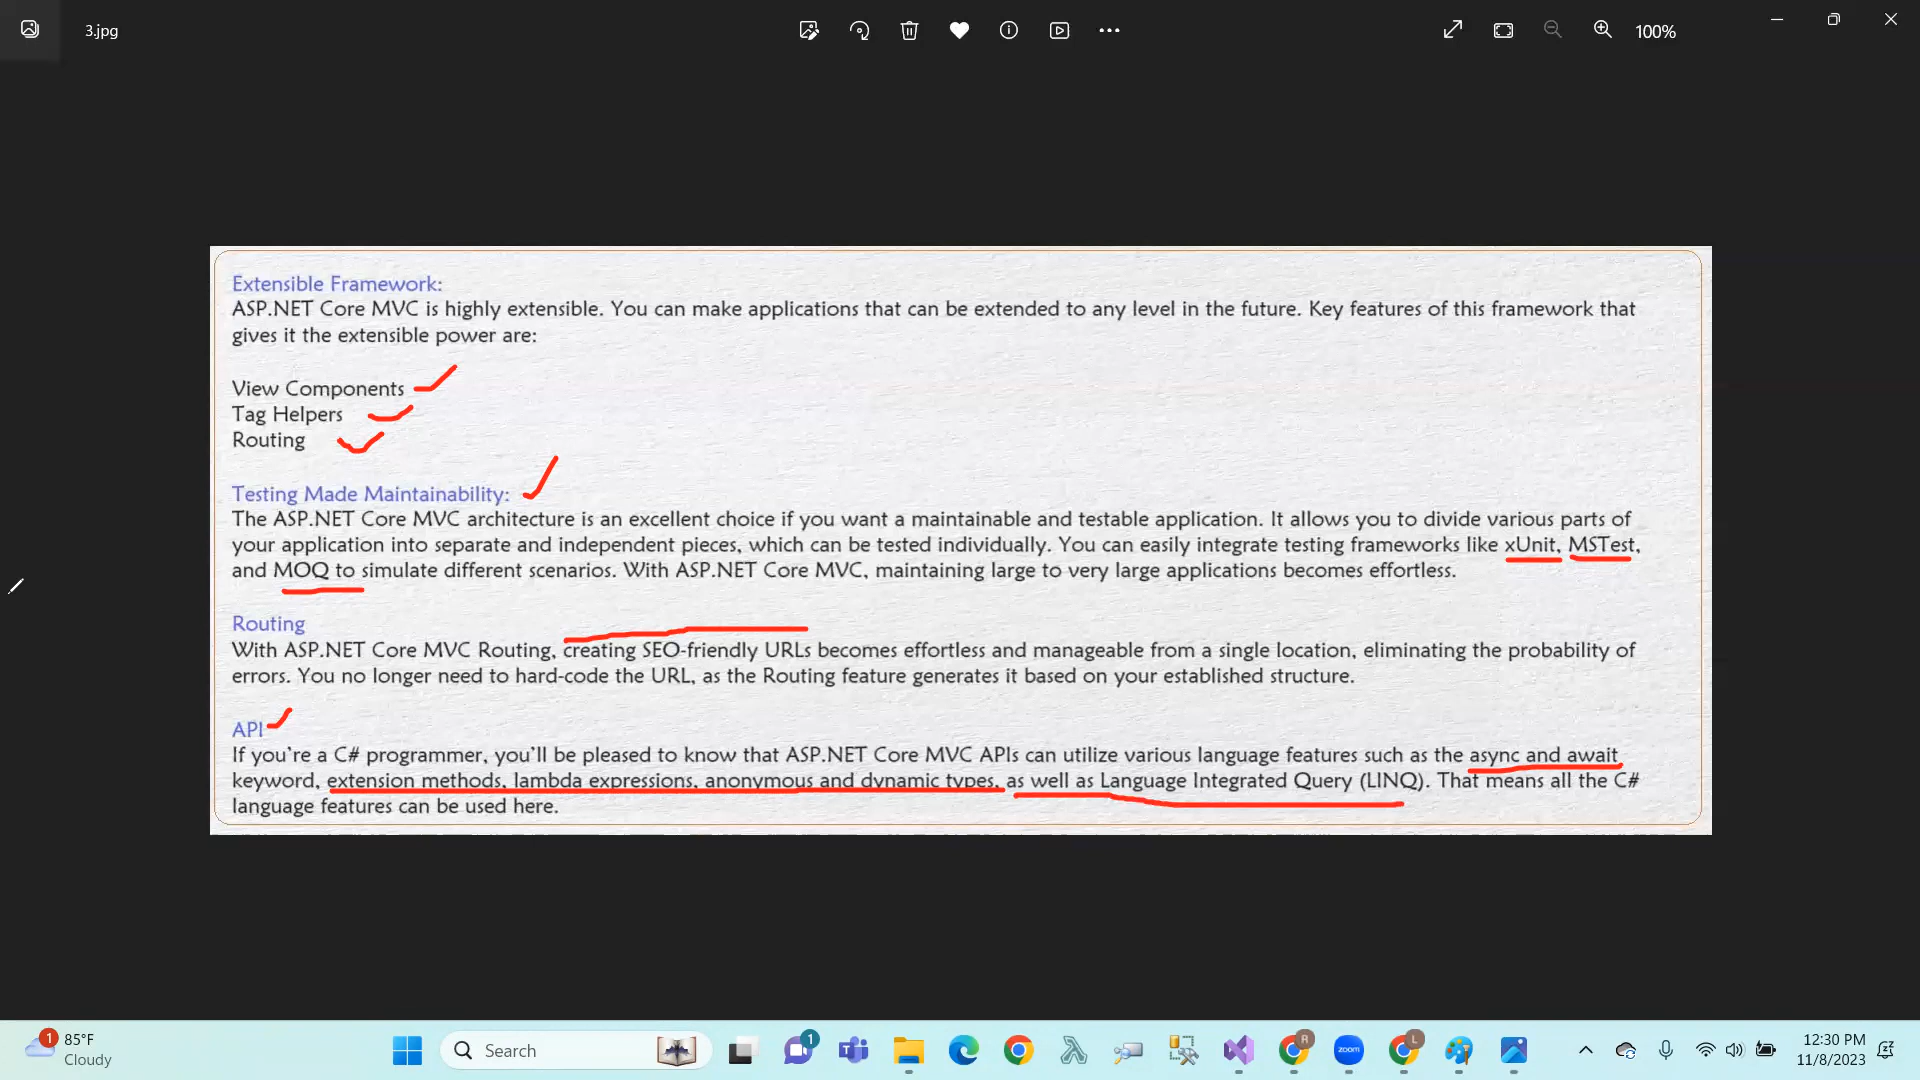 3.jpg
100%
Extensible Framework:
ASP.NET Core MVC is highly extensible. You can make applications that can be extended to any level in the future. Key features of this framework that
gives it the extensible power are:
View Components
Tag Helpers
Routing
Testing Made Maintainability:
The ASP.NET Core MVC architecture is an excellent choice if you want a maintainable and testable application. It allows you to divide various parts of
your application into separate and independent pieces, which can be tested individually. You can easily integrate testing frameworks like xUnit, MSTest,
and MOQ to simulate different scenarios. With ASP.NET Core MVC, maintaining large to very large applications becomes effortless.
Routing
With ASP.NET Core MVC Routing, creating SEO-friendly URLs becomes effortless and manageable from a single location, eliminating the probability of
errors. You no longer need to hard-code the URL, as the Routing feature generates it based on your established structure.
API
If you're a C# programmer, you'll be pleased to know that ASP.NET Core MVC APIs can utilize various language features such as the async and await
keyword, extension methods, lambda expressions, anonymous and dynamic types, as well as Language Integrated Query (LINQ). That means all the C#
language features can be used here.
1
85°F
Cloudy
Search
1
R
zoom
L
12:30 PM
11/8/2023